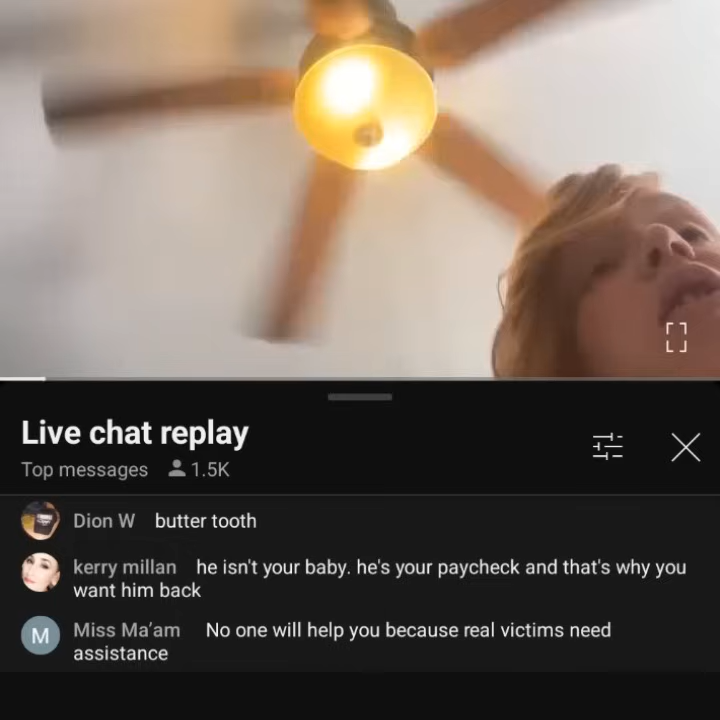 Live chat replay
Top messages 1.5K
Dion W butter tooth
kerry millan he isn't your baby. he's your paycheck and that's why you
want him back
M Miss Ma'am No one will help you because real victims need
assistance